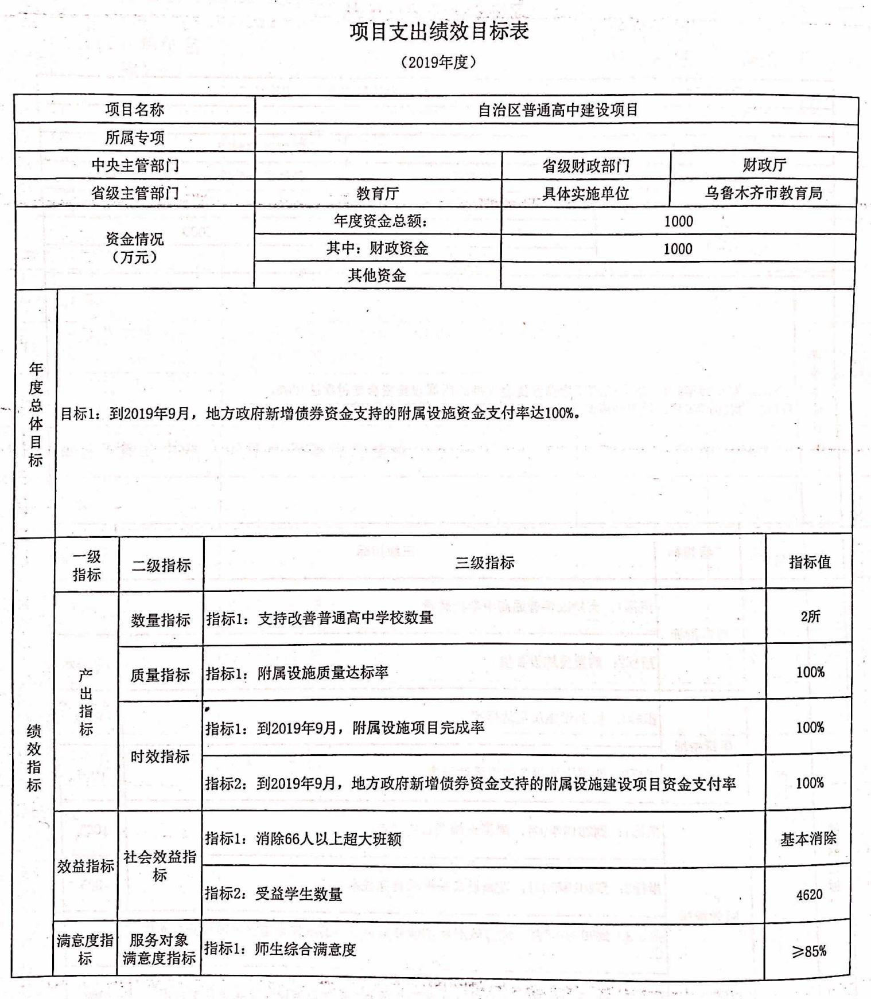 项目支出绩效目标表
（2019年度）
项目名称 自治区普通高中建设项目
所属专项
中央主管部门 省级财政部门 财政厅
省级主管部门 教育厅 具体实施单位 乌鲁木齐市教育局
资金情况
（万元）
年度资金总额： 1000
其中：财政资金 1000
其他资金
年度总体目标
目标1：到2019年9月，地方政府新增债券资金支持的附属设施资金支付率达100%。
绩效指标
一级
指标
二级指标 三级指标 指标值
产出指标
数量指标 指标1：支持改善普通高中学校数量 2所
质量指标 指标1：附属设施质量达标率 100%
时效指标
指标1：到2019年9月，附属设施项目完成率 100%
指标2：到2019年9月，地方政府新增债券资金支持的附属设施建设项目资金支付率 100%
效益指标
社会效益指
标
指标1：消除66人以上超大班额 基本消除
指标2：受益学生数量 4620
满意度指
标
服务对象
满意度指标
指标1：师生综合满意度 ≥85%